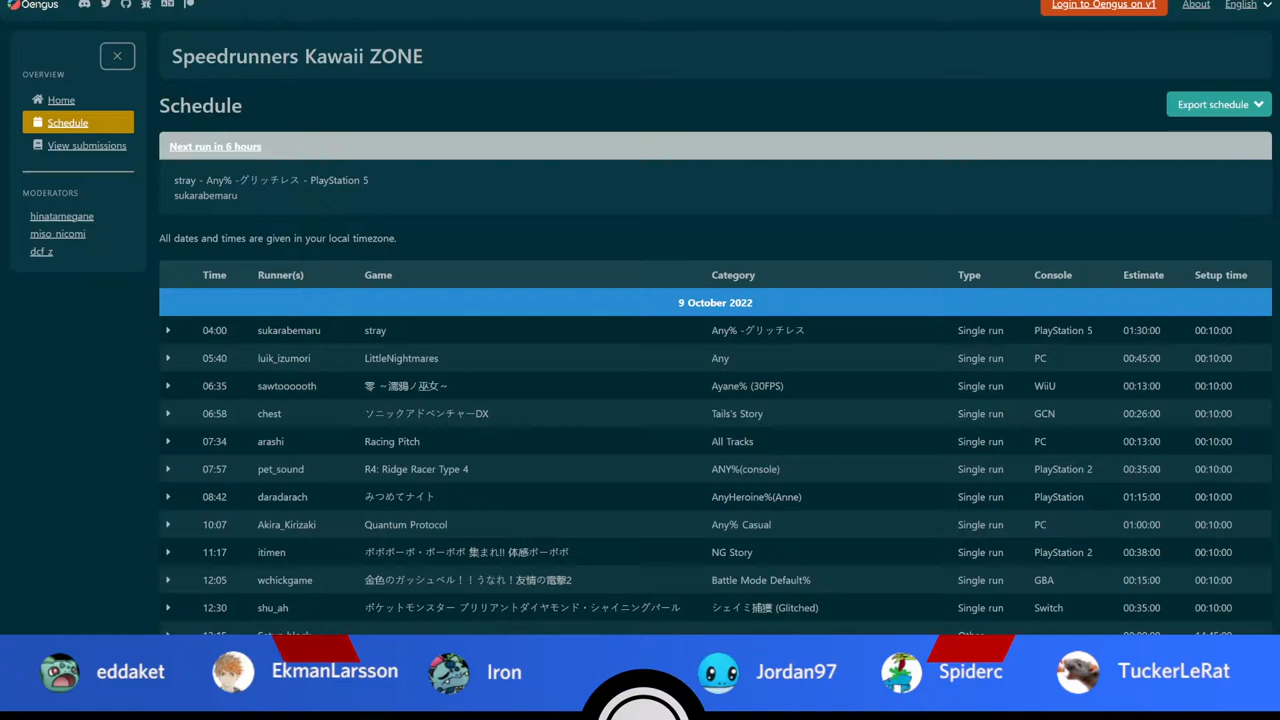 Oengus
Login to Oengus on v1 About English
Speedrunners Kawaii ZONE
OVERVIEW
Home
Schedule
View submissions
MODERATORS
hinatamegane
miso_nicomi
dcf_z
Schedule
Export schedule
Next run in 6 hours
stray - Any% -グリッチレス - PlayStation 5
sukarabemaru
All dates and times are given in your local timezone.
Time Runner(s) Game Category Type Console Estimate Setup time
9 October 2022
04:00 sukarabemaru stray Any% -グリッチレス Single run PlayStation 5 01:30:00 00:10:00
05:40 luik_izumori LittleNightmares Any Single run PC 00:45:00 00:10:00
06:35 sawtoooooth 零 ～濡鴉ノ巫女～ Ayane% (30FPS) Single run WiiU 00:13:00 00:10:00
06:58 chest ソニックアドベンチャーDX Tails's Story Single run GCN 00:26:00 00:10:00
07:34 arashi Racing Pitch All Tracks Single run PC 00:13:00 00:10:00
07:57 pet_sound R4: Ridge Racer Type 4 ANY%(console) Single run PlayStation 2 00:35:00 00:10:00
08:42 daradarach みつめてナイト AnyHeroine%(Anne) Single run PlayStation 01:15:00 00:10:00
10:07 Akira_Kirizaki Quantum Protocol Any% Casual Single run PC 01:00:00 00:10:00
11:17 itimen ボボボーボ・ボーボボ 集まれ!! 体感ボーボボ NG Story Single run PlayStation 2 00:38:00 00:10:00
12:05 wchickgame 金色のガッシュベル！！うなれ！友情の電撃2 Battle Mode Default% Single run GBA 00:15:00 00:10:00
12:30 shu_ah ポケットモンスター ブリリアントダイヤモンド・シャイニングパール シェイミ捕獲 (Glitched) Single run Switch 00:35:00 00:10:00
eddaket EkmanLarsson Iron Jordan97 Spiderc TuckerLeRat